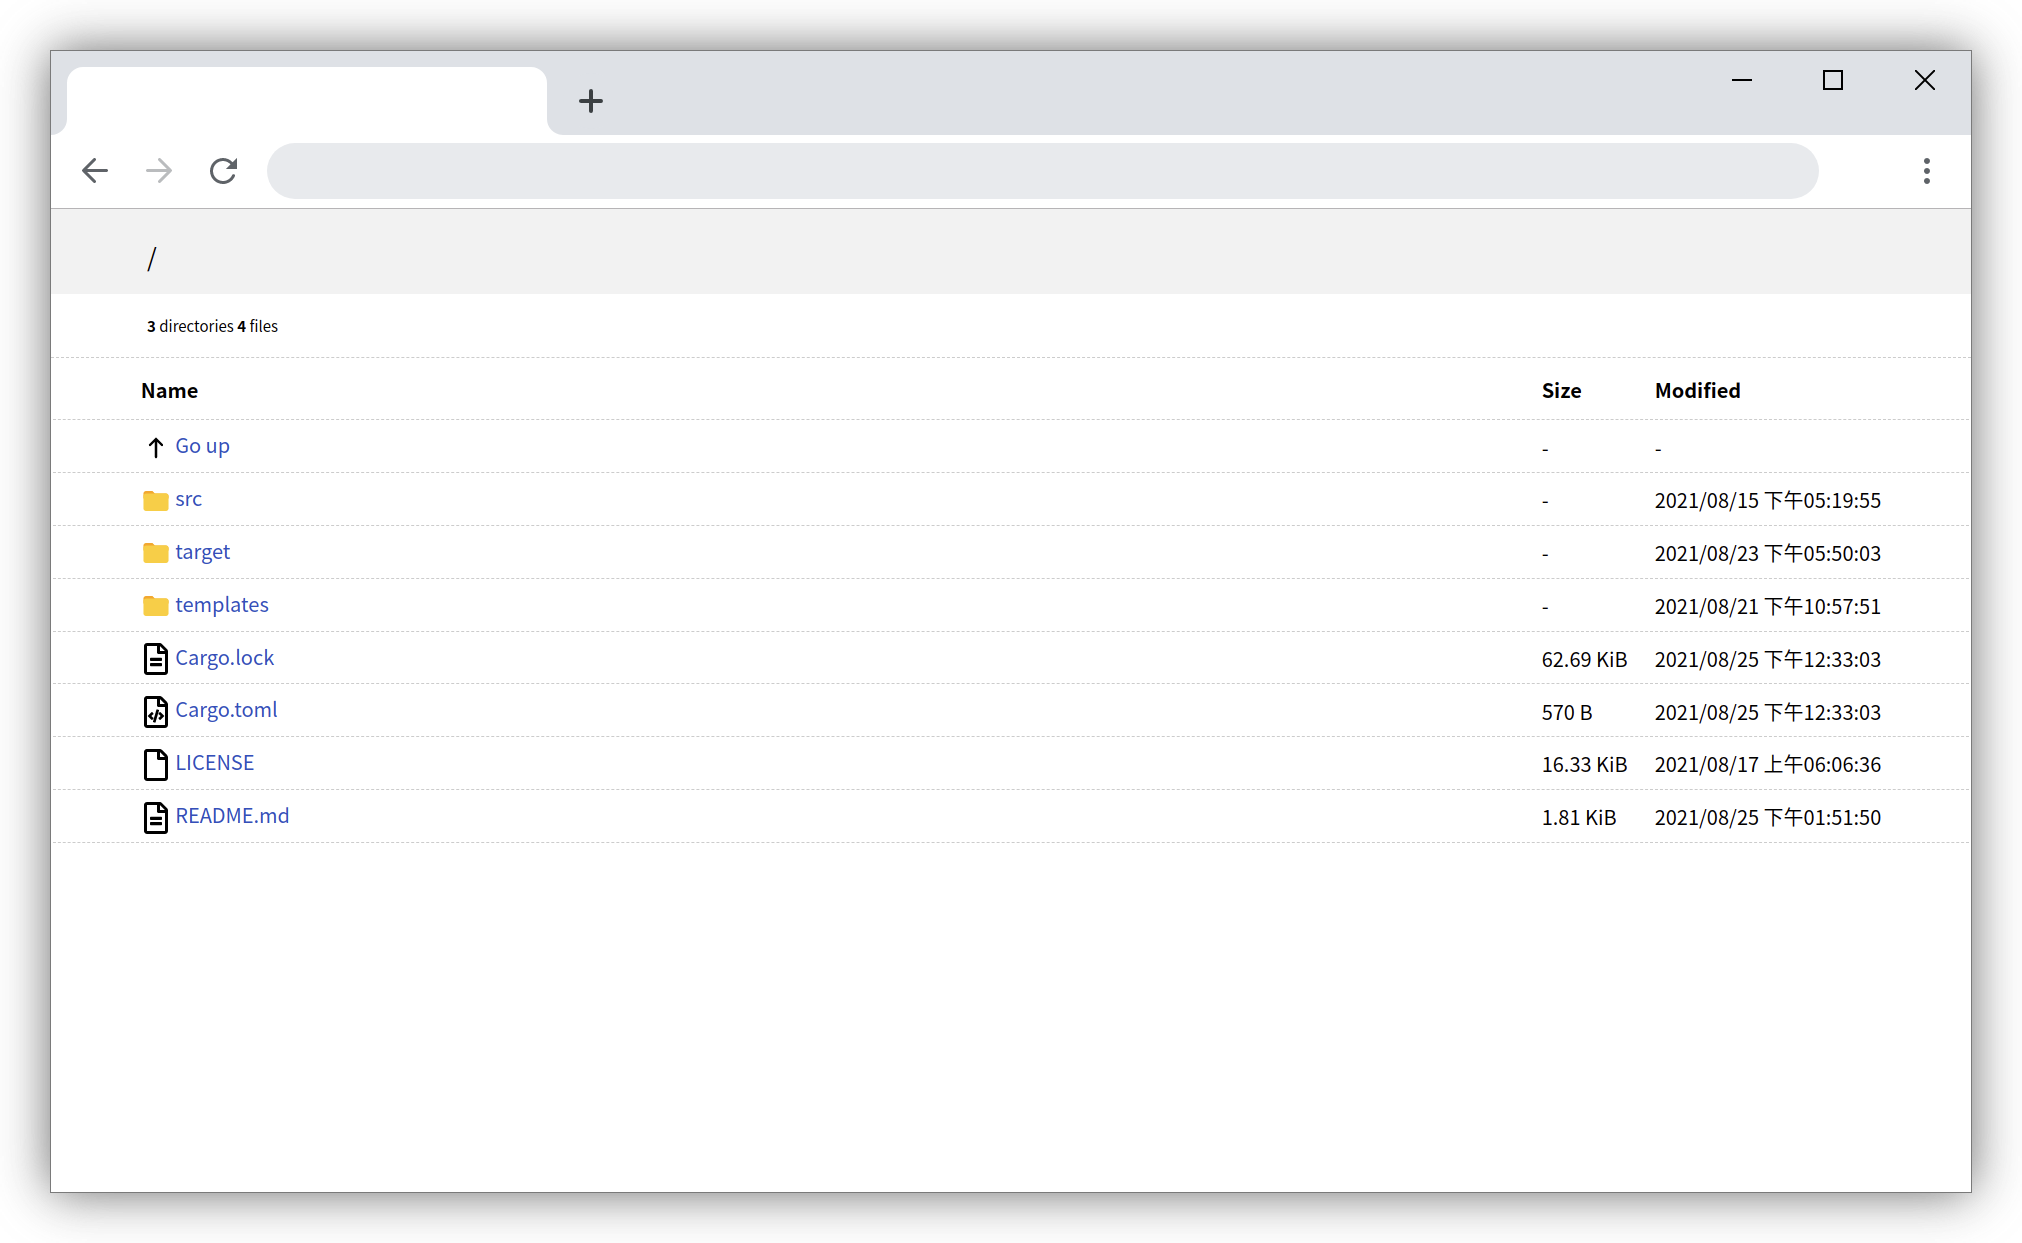 /
3 directories 4 files
Name Size Modified
Go up - -
src - 2021/08/15 下午05:19:55
target - 2021/08/23 下午05:50:03
templates - 2021/08/21 下午10:57:51
Cargo.lock 62.69 KiB 2021/08/25 下午12:33:03
Cargo.toml 570 B 2021/08/25 下午12:33:03
LICENSE 16.33 KiB 2021/08/17 上午06:06:36
README.md 1.81 KiB 2021/08/25 下午01:51:50